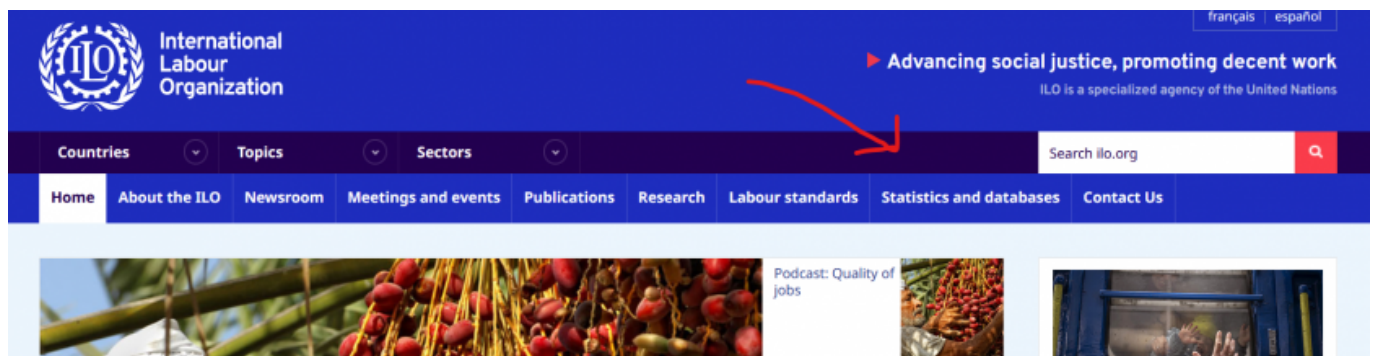 français español
ILO
International
Labour
Organization
Advancing social justice, promoting decent work
ILO is a specialized agency of the United Nations
Countries Topics Sectors Search ilo.org
Home About the ILO Newsroom Meetings and events Publications Research Labour standards Statistics and databases Contact Us
Podcast: Quality of
jobs